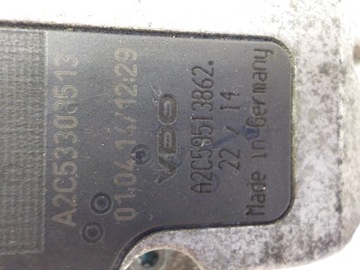 A2C53308513
01.04.14/12:29
VDO
A2C59513862.
22 / 14
Made in Germany